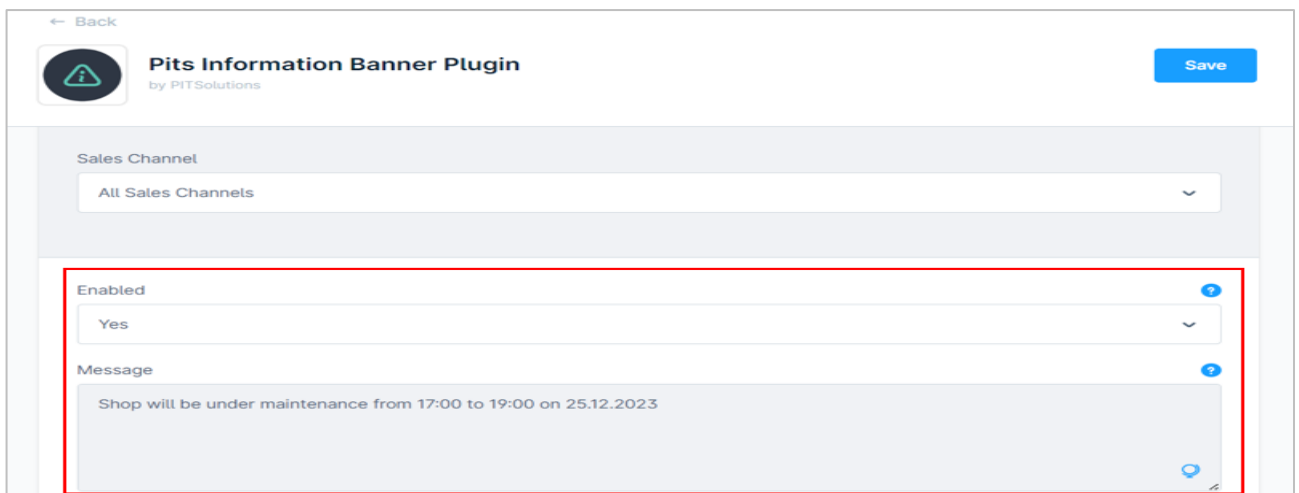 ← Back
Pits Information Banner Plugin
by PITSolutions
Save
Sales Channel
All Sales Channels
Enabled
?
Yes
Message
?
Shop will be under maintenance from 17:00 to 19:00 on 25.12.2023